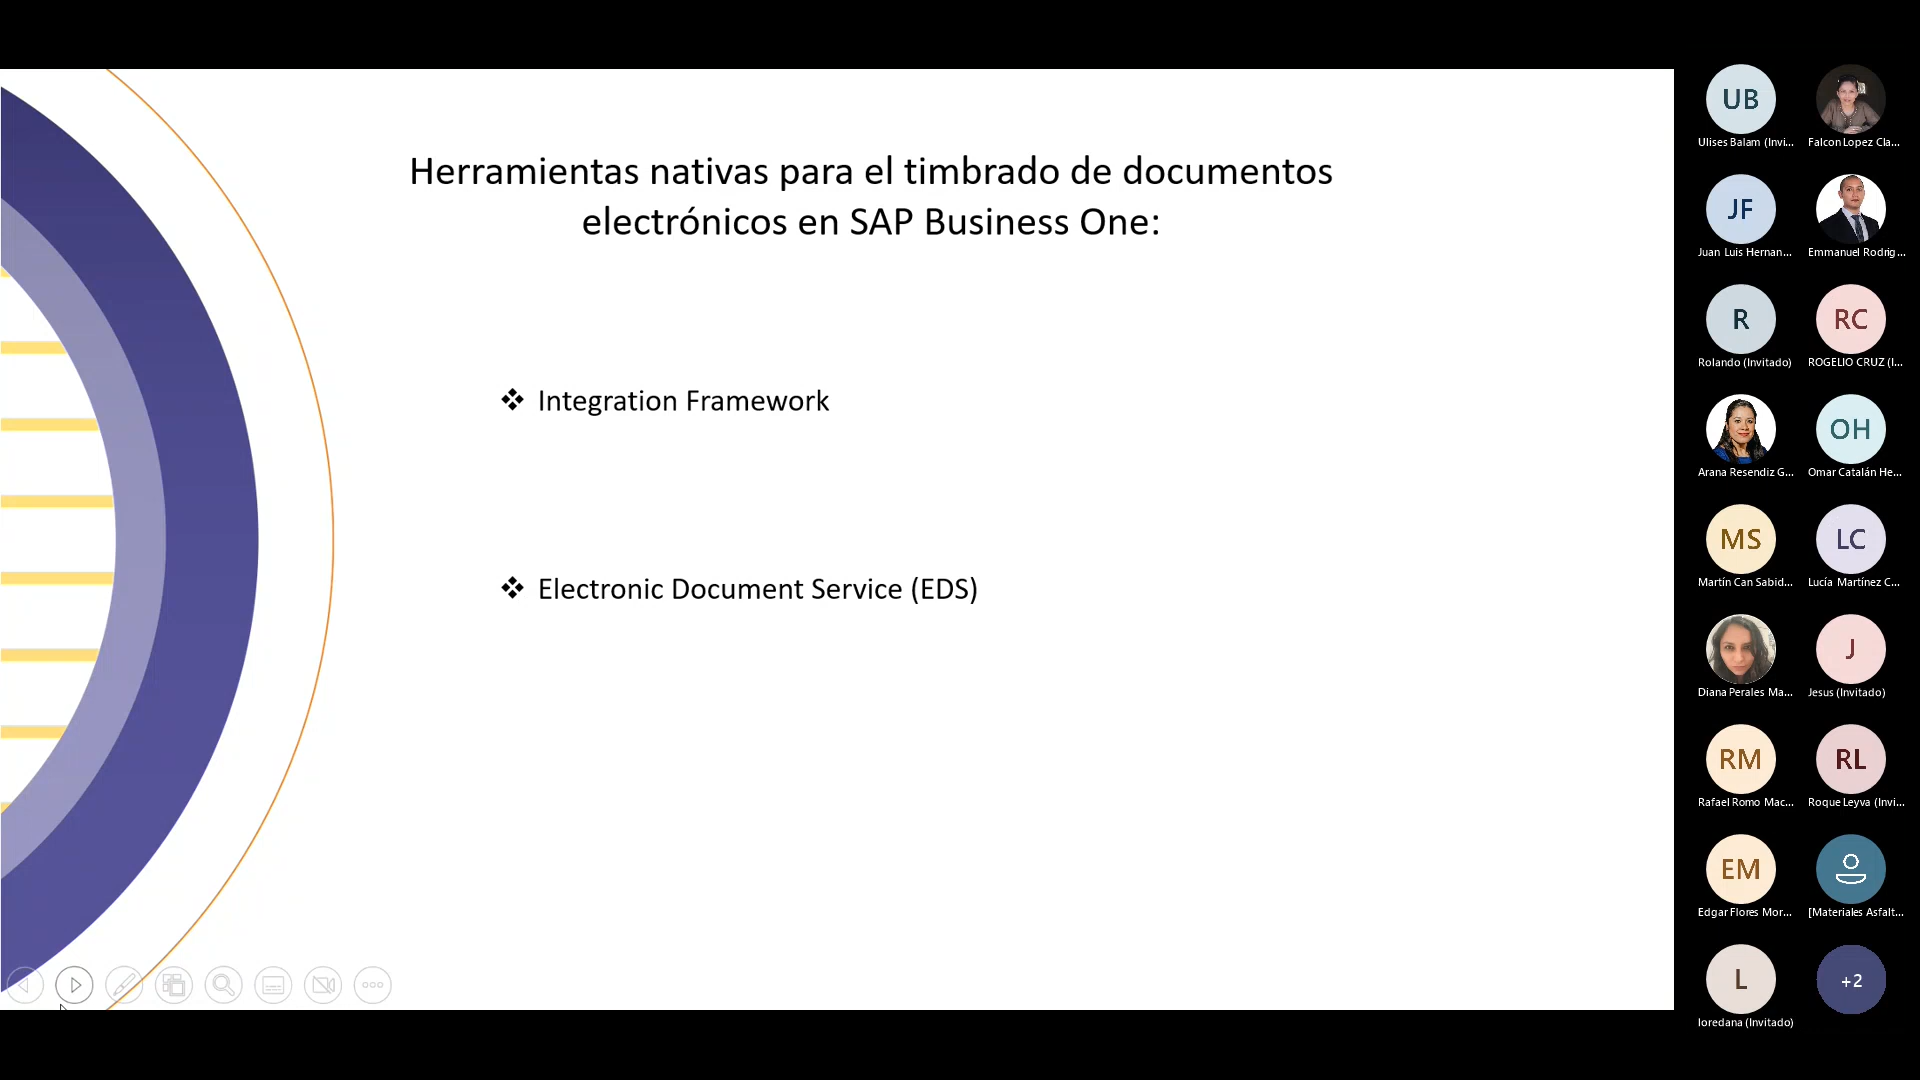 Herramientas nativas para el timbrado de documentos
electrónicos en SAP Business One:
❖ Integration Framework
❖ Electronic Document Service (EDS)
UB
Ulises Balam (Invi...
Falcon Lopez Cla...
JF
Juan Luis Hernan...
Emmanuel Rodrig...
R
Rolando (Invitado)
RC
ROGELIO CRUZ (I...
Arana Resendiz G...
OH
Omar Catalán He...
MS
Martín Can Sabid...
LC
Lucía Martínez C...
Diana Perales Ma...
J
Jesus (Invitado)
RM
Rafael Romo Mac...
RL
Roque Leyva (Invi...
EM
Edgar Flores Mor...
[Materiales Asfalt...
L
loredana (Invitado)
+2